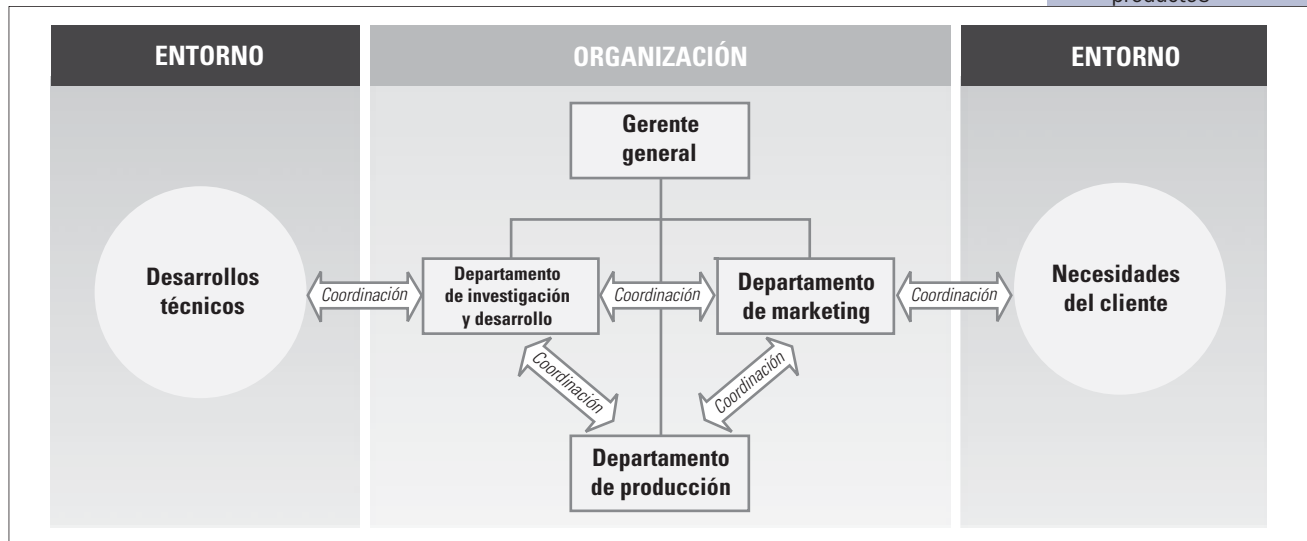 productos
ENTORNO
ORGANIZACIÓN
ENTORNO
Gerente
general
Desarrollos
técnicos
Coordinación
Departamento
de investigación
y desarrollo
Coordinación
Departamento
de marketing
Coordinación
Necesidades
del cliente
Coordinación
Coordinación
Departamento
de producción